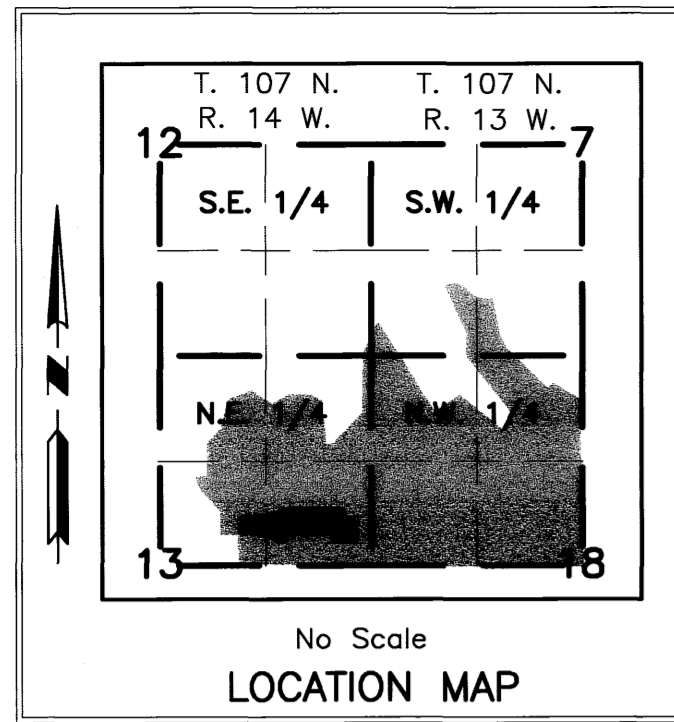 T. 107 N. T. 107 N.
R. 14 W. R. 13 W.
12 7
S.E. 1/4 S.W. 1/4
N
N.E. 1/4 N.W. 1/4
13 18
No Scale
LOCATION MAP